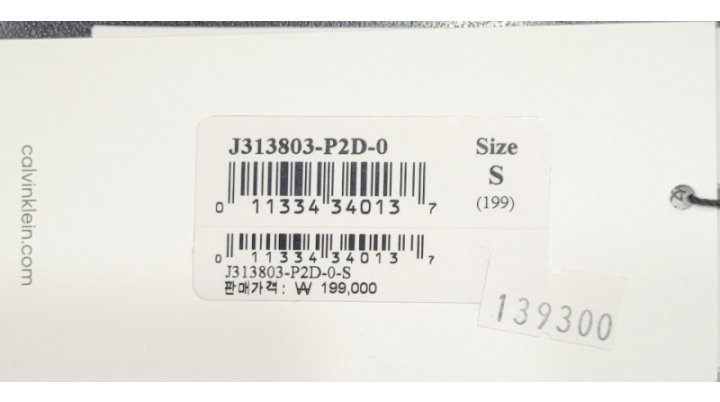 calvinklein.com
J313803-P2D-0
Size
S
(199)
0 11334 34013 7
0 11334 34013 7
J313803-P2D-0-S
판매가격: ₩ 199,000
139300